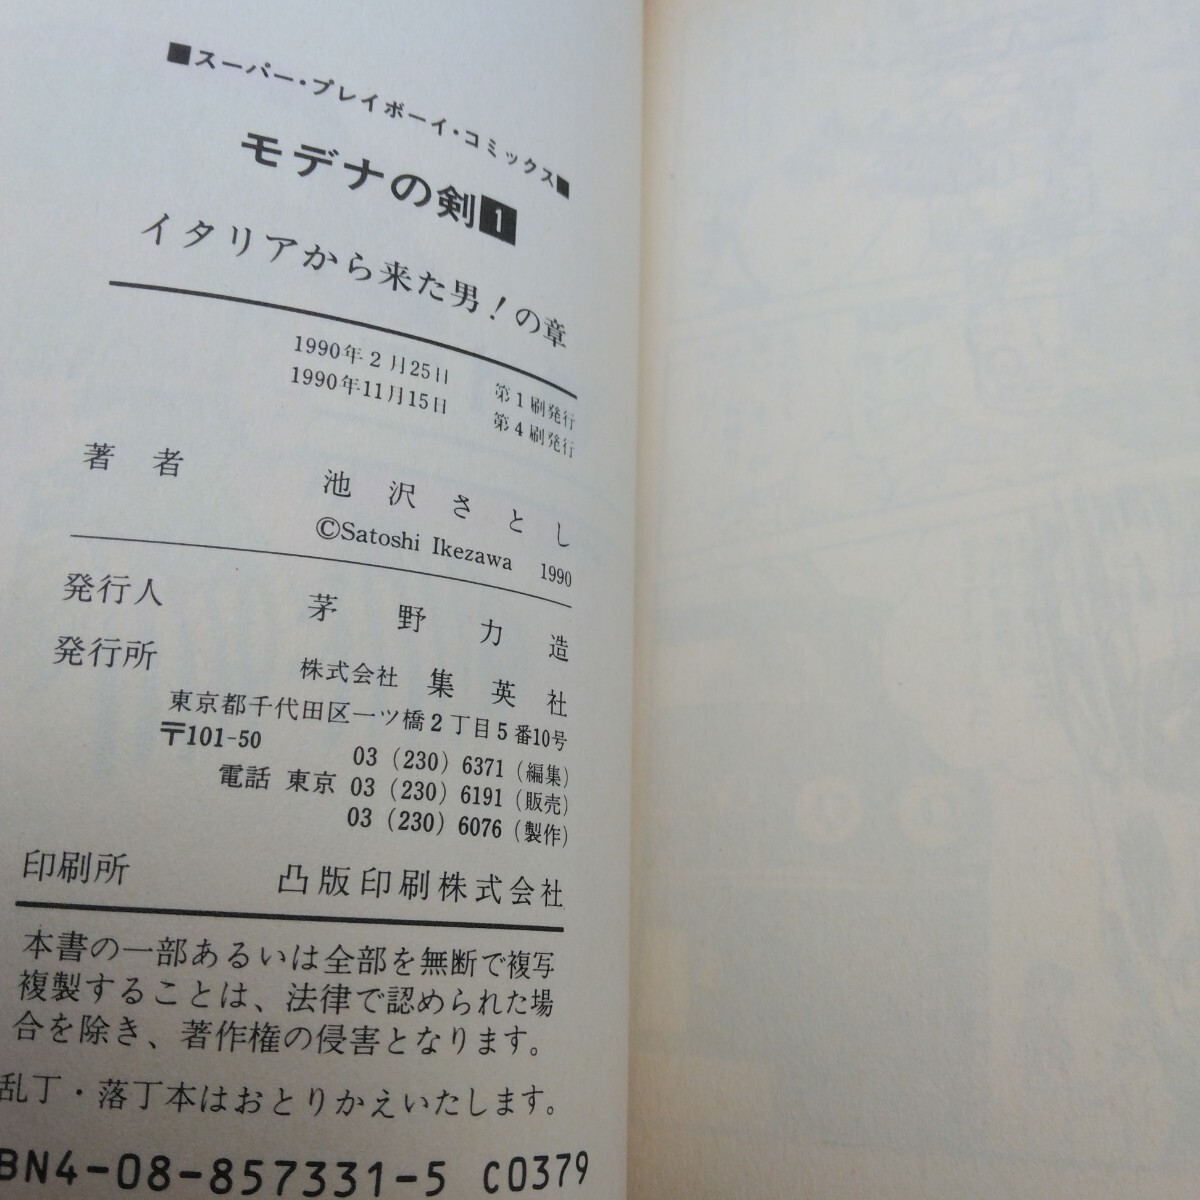 ■スーパー・プレイボーイ・コミックス■
モデナの剣1
イタリアから来た男!の章
1990年2月25日 第1刷発行
1990年11月15日 第4刷発行
著者 池沢さとし
©Satoshi Ikezawa 1990
発行人 茅野力造
発行所 株式会社 集英社
東京都千代田区一ツ橋2丁目5番10号
〒101-50
03(230)6371(編集)
電話 東京 03(230)6191(販売)
03(230)6076(製作)
印刷所 凸版印刷株式会社
本書の一部あるいは全部を無断で複写
複製することは、法律で認められた場
合を除き、著作権の侵害となります。
乱丁・落丁本はおとりかえいたします。
BN4-08-857331-5 C0379